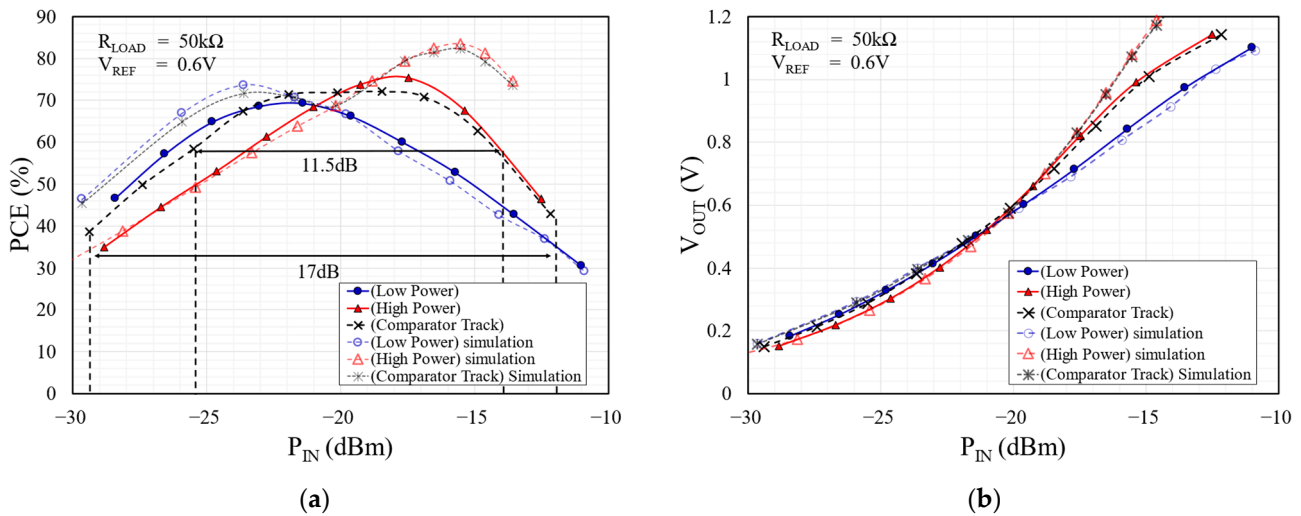 90
80
70
60
50
40
30
20
10
0
PCE (%)
R_LOAD = 50kΩ
V_REF = 0.6V
11.5dB
17dB
(Low Power)
(High Power)
(Comparator Track)
(Low Power) simulation
(High Power) simulation
(Comparator Track) Simulation
−30 −25 −20 −15 −10
P_IN (dBm)
(a)
1.2
1
0.8
0.6
0.4
0.2
0
V_OUT (V)
R_LOAD = 50kΩ
V_REF = 0.6V
(Low Power)
(High Power)
(Comparator Track)
(Low Power) simulation
(High Power) simulation
(Comparator Track) Simulation
−30 −25 −20 −15 −10
P_IN (dBm)
(b)